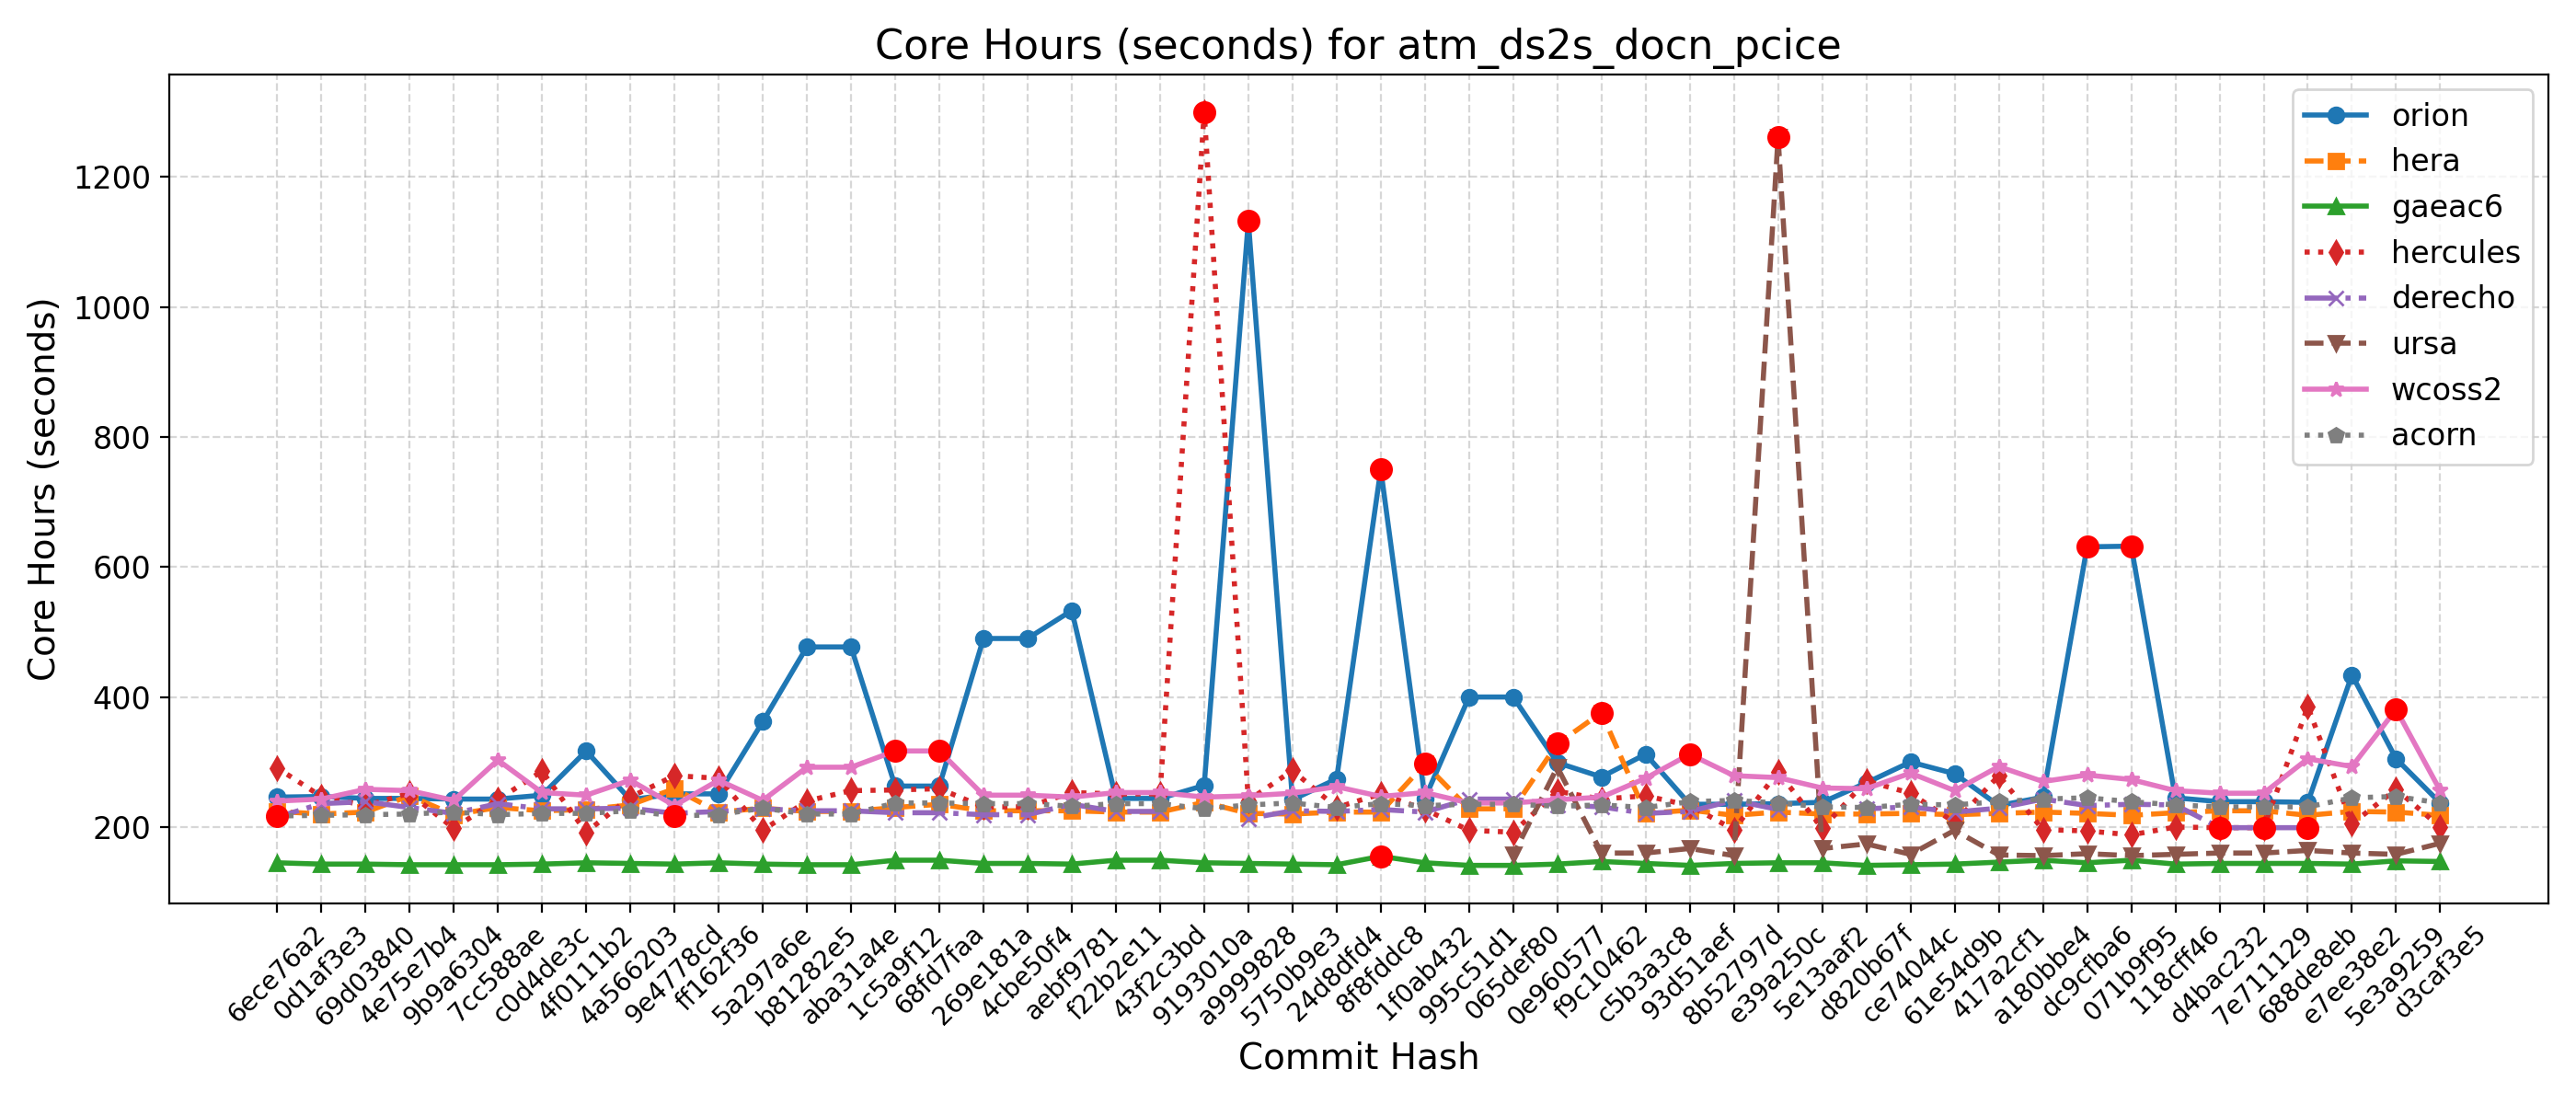 Core Hours (seconds) for atm_ds2s_docn_pcice
Core Hours (seconds)
1200
1000
800
600
400
200
orion
hera
gaeac6
hercules
derecho
ursa
wcoss2
acorn
6ece76a2
0d1af3e3
69d03840
4e75e7b4
9b9a6304
7cc588ae
c0d4de3c
4f0111b2
4a566203
9e4778cd
ff162f36
5a297a6e
b81282e5
aba31a4e
1c5a9f12
68fd7faa
269e181a
4cbe50f4
aebf9781
f22b2e11
43f2c3bd
9193010a
a9999828
5750b9e3
24d8dfd4
8f8fddc8
1f0ab432
995c51d1
065def80
0e960577
f9c10462
c5b3a3c8
93d51aef
8b52797d
e39a250c
5e13aaf2
d820b67f
ce74044c
61e54d9b
417a2cf1
a180bbe4
dc9cfba6
071b9f95
118cff46
d4bac232
7e711129
688de8eb
e7ee38e2
5e3a9259
d3caf3e5
Commit Hash